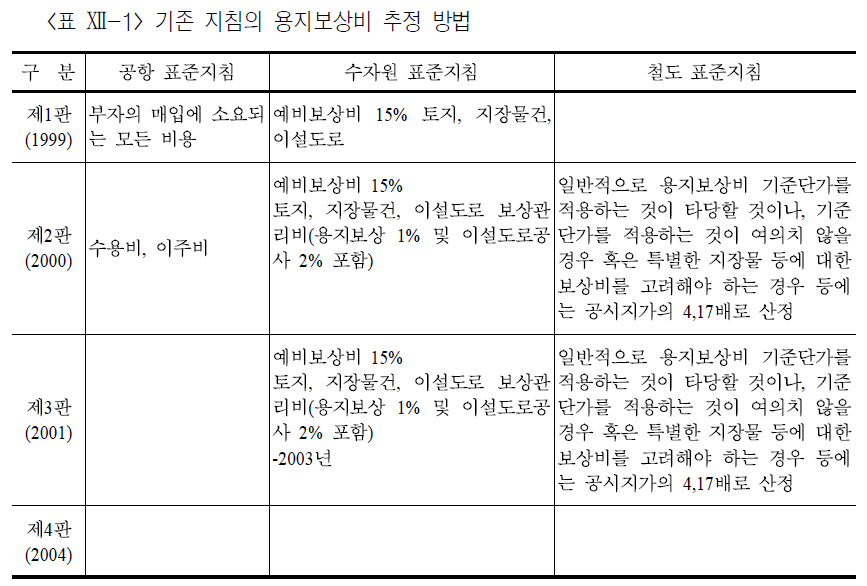 <표 Ⅻ-1> 기존 지침의 용지보상비 추정 방법
구 분 공항 표준지침 수자원 표준지침 철도 표준지침
제1판
(1999)
부자의 매입에 소요되
는 모든 비용
예비보상비 15% 토지, 지장물건,
이설도로
제2판
(2000)
수용비, 이주비
예비보상비 15%
토지, 지장물건, 이설도로 보상관
리비(용지보상 1% 및 이설도로공
사 2% 포함)
일반적으로 용지보상비 기준단가를
적용하는 것이 타당할 것이나, 기준
단가를 적용하는 것이 여의치 않을
경우 혹은 특별한 지장물 등에 대한
보상비를 고려해야 하는 경우 등에
는 공시지가의 4,17배로 산정
제3판
(2001)
예비보상비 15%
토지, 지장물건, 이설도로 보상관
리비(용지보상 1% 및 이설도로공
사 2% 포함)
-2003년
일반적으로 용지보상비 기준단가를
적용하는 것이 타당할 것이나, 기준
단가를 적용하는 것이 여의치 않을
경우 혹은 특별한 지장물 등에 대한
보상비를 고려해야 하는 경우 등에
는 공시지가의 4,17배로 산정
제4판
(2004)